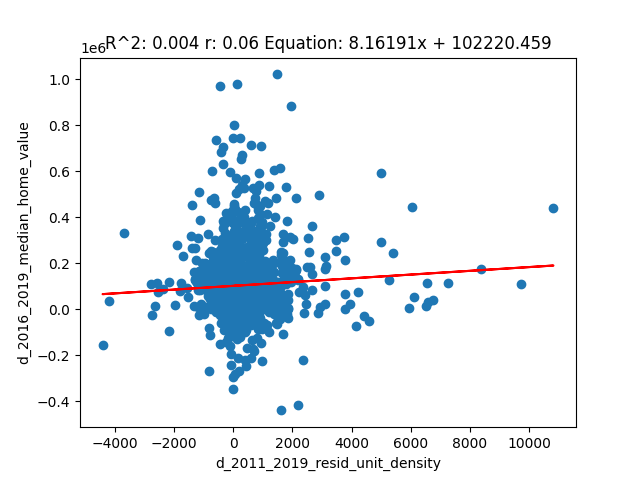 R^2: 0.004 r: 0.06 Equation: 8.16191x + 102220.459
1e6
1.0
0.8
0.6
0.4
0.2
0.0
−0.2
−0.4
d_2016_2019_median_home_value
−4000 −2000 0 2000 4000 6000 8000 10000
d_2011_2019_resid_unit_density